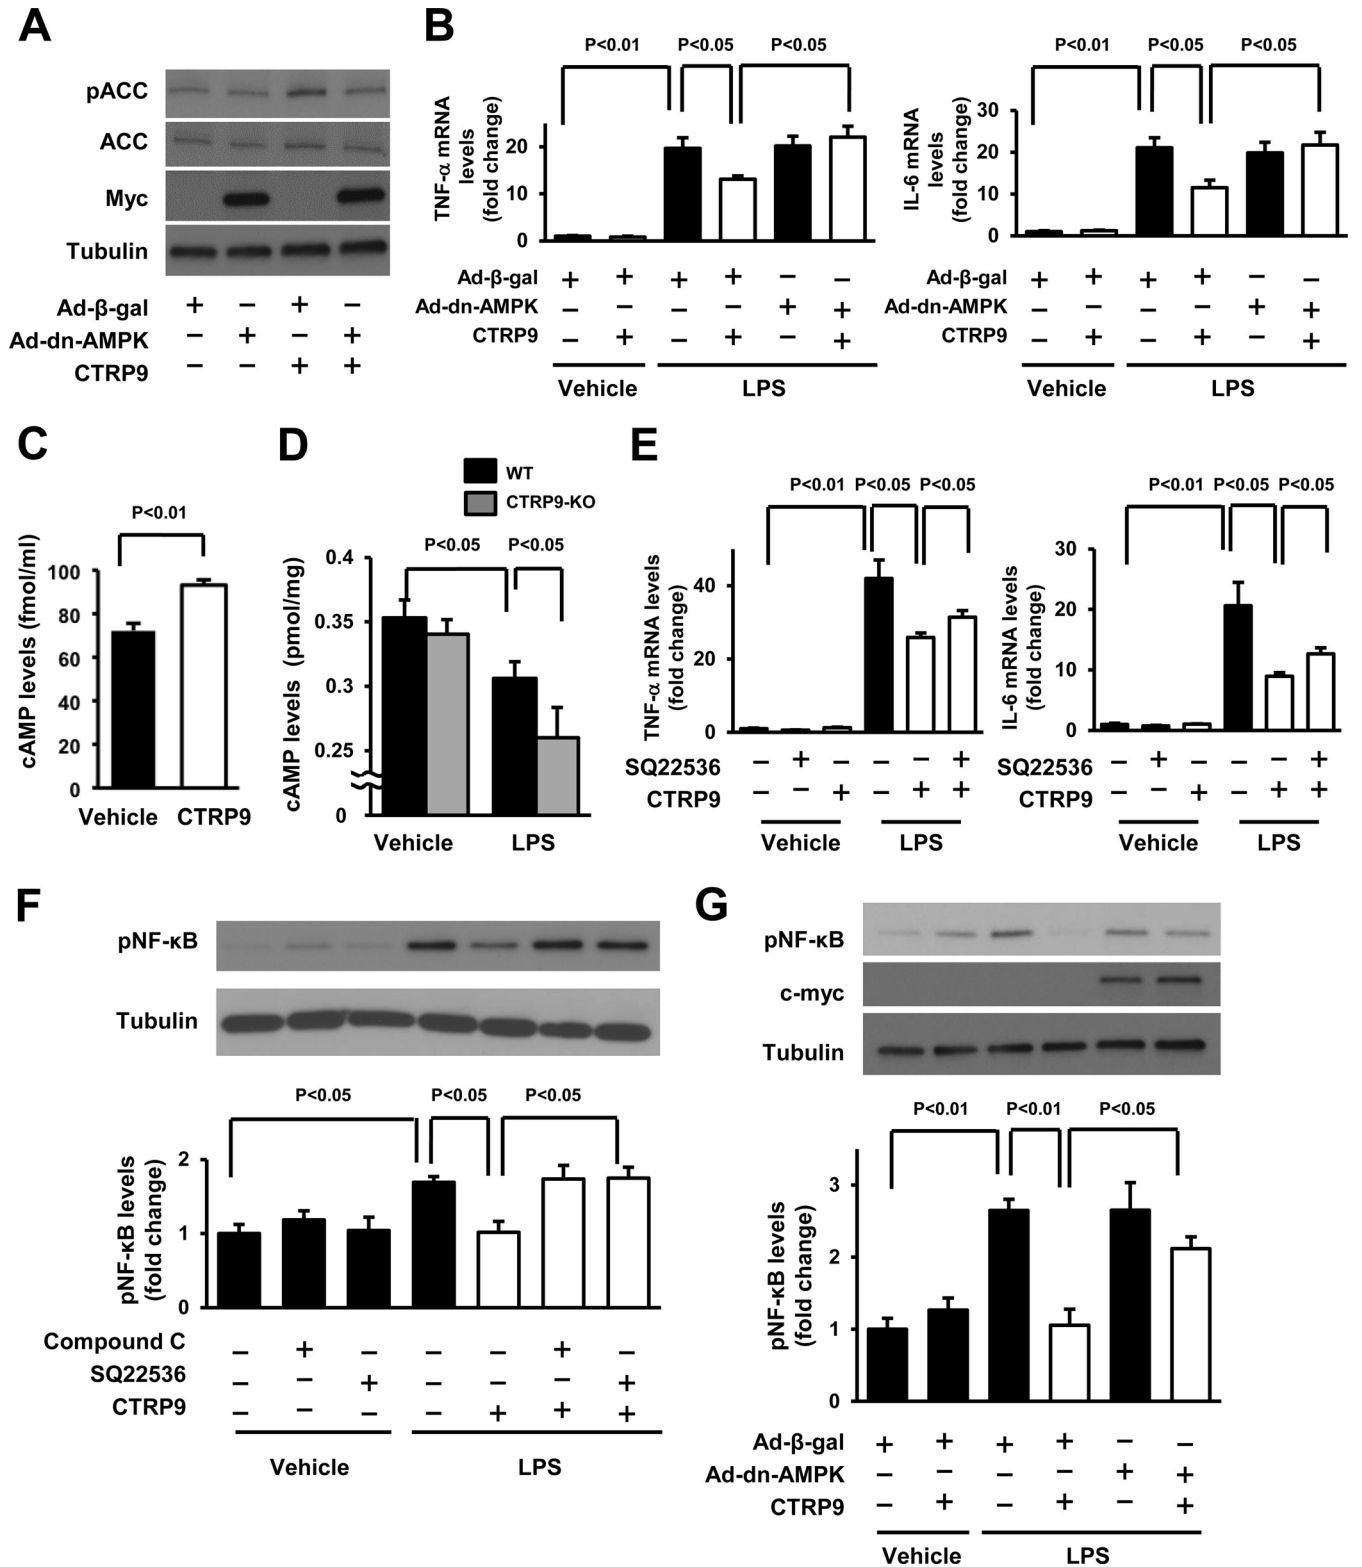 A
pACC
ACC
Myc
Tubulin
Ad-β-gal + − + −
Ad-dn-AMPK − + − +
CTRP9 − − + +
B
P<0.01 P<0.05 P<0.05
TNF-α mRNA
levels
(fold change)
20
10
0
Ad-β-gal + + + + − −
Ad-dn-AMPK − − − − + +
CTRP9 − + − + − +
Vehicle LPS
P<0.01 P<0.05 P<0.05
IL-6 mRNA
levels
(fold change)
30
20
10
0
Ad-β-gal + + + + − −
Ad-dn-AMPK − − − − + +
CTRP9 − + − + − +
Vehicle LPS
C
P<0.01
cAMP levels (fmol/ml)
100
80
60
40
20
0
Vehicle CTRP9
D
WT
CTRP9-KO
P<0.05 P<0.05
cAMP levels (pmol/mg)
0.4
0.35
0.3
0.25
0
Vehicle LPS
E
P<0.01 P<0.05 P<0.05
TNF-α mRNA levels
(fold change)
40
20
0
SQ22536 − + − − − +
CTRP9 − − + − + +
Vehicle LPS
P<0.01 P<0.05 P<0.05
IL-6 mRNA levels
(fold change)
30
20
10
0
SQ22536 − + − − − +
CTRP9 − − + − + +
Vehicle LPS
F
pNF-κB
Tubulin
P<0.05 P<0.05 P<0.05
pNF-κB levels
(fold change)
2
1
0
Compound C − + − − − + −
SQ22536 − − + − − − +
CTRP9 − − − − + + +
Vehicle LPS
G
pNF-κB
c-myc
Tubulin
P<0.01 P<0.01 P<0.05
pNF-κB levels
(fold change)
3
2
1
0
Ad-β-gal + + + + − −
Ad-dn-AMPK − − − − + +
CTRP9 − + − + − +
Vehicle LPS